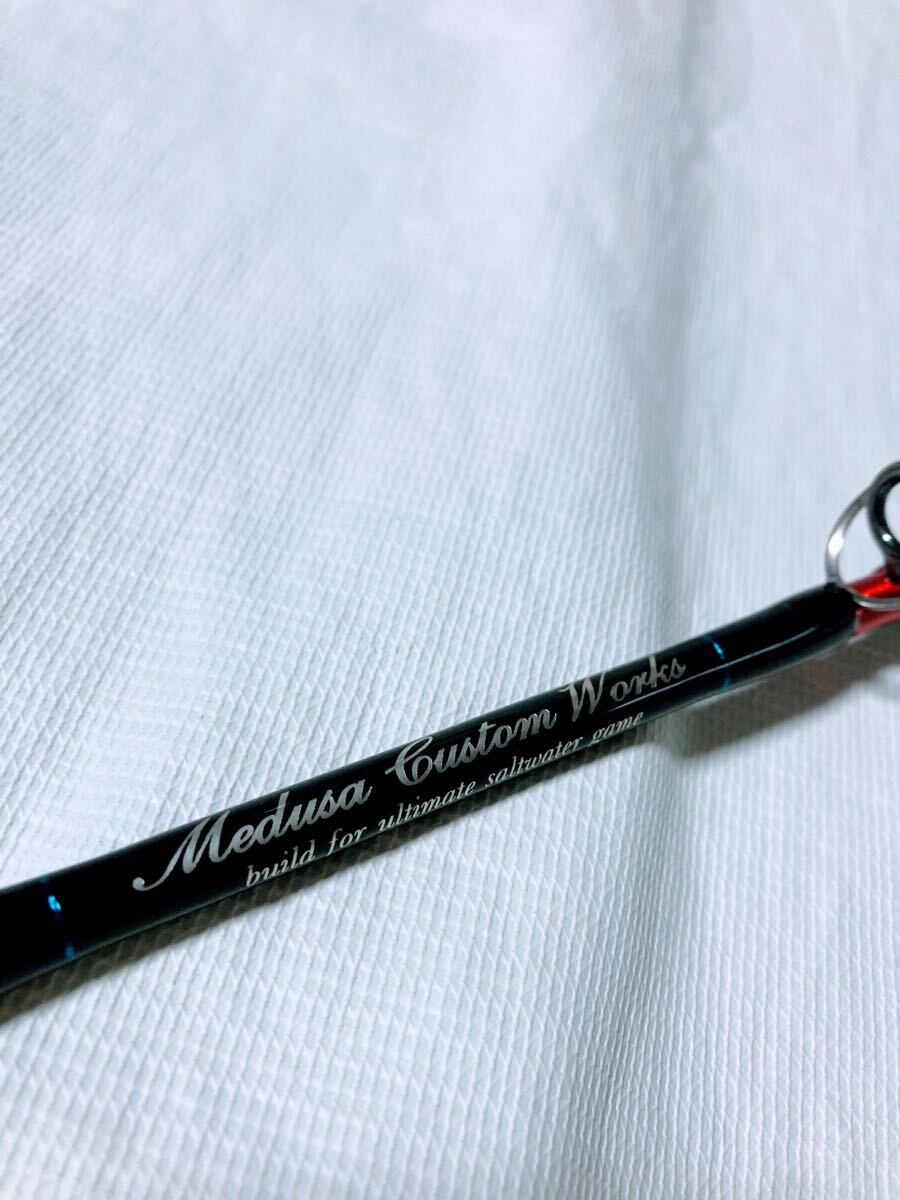 Medusa Custom Works
build for ultimate saltwater game